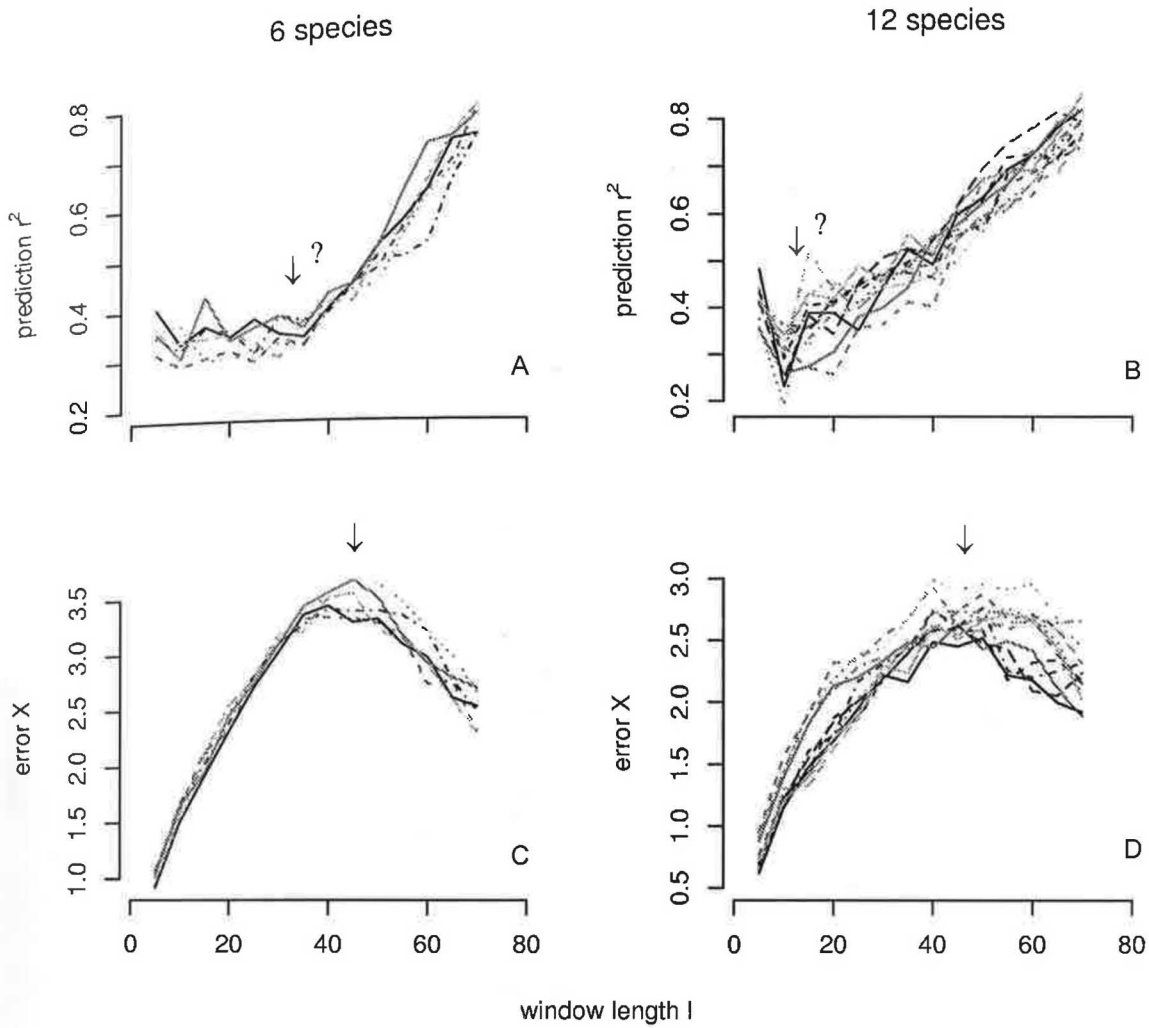 6 species
12 species
prediction r²
0.8
0.6
0.4
0.2
?
A
prediction r²
0.8
0.6
0.4
0.2
?
B
error X
3.5
3.0
2.5
2.0
1.5
1.0
C
error X
3.0
2.5
2.0
1.5
1.0
0.5
D
0 20 40 60 80
0 20 40 60 80
window length l